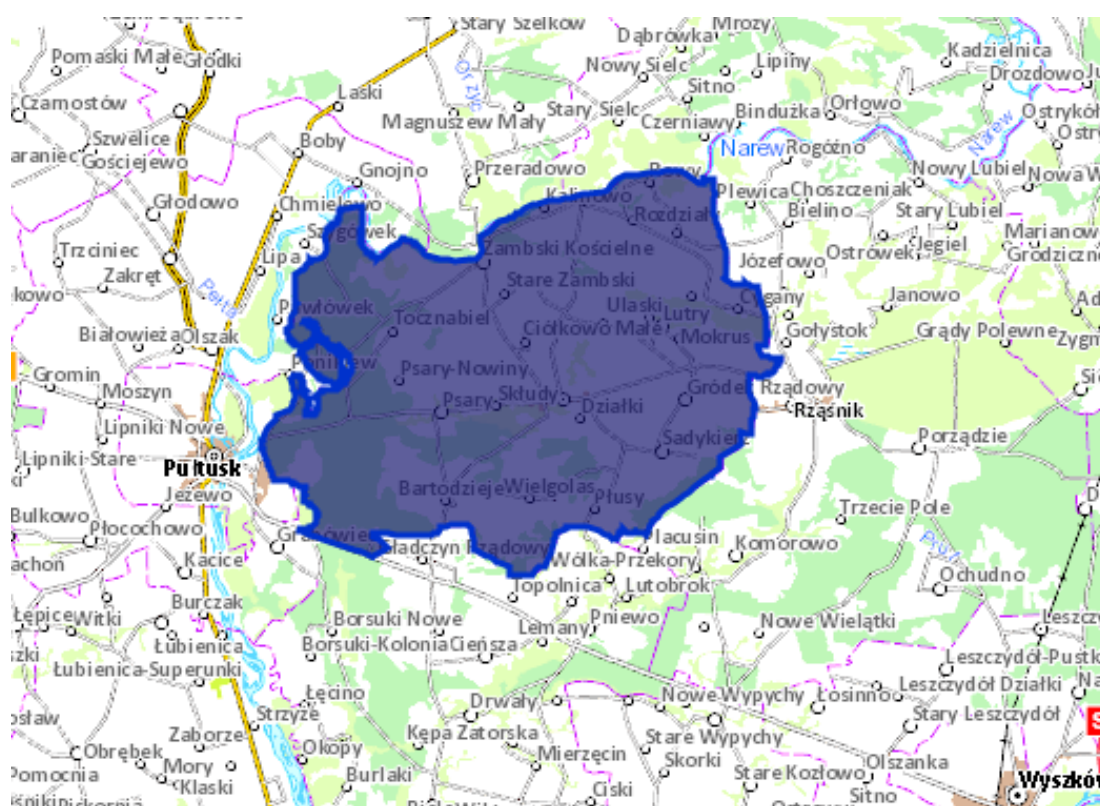 Stary Szelków
Mrozy
Dąbrówka
Kadzielnica
Pomaski Małe
Głodki
Nowy Sielc
Lipiny
Sitno
Drozdowo
Orzyc
Laski
Czarnostów
Magnuszew Mały
Stary Sielc
Bindużka
Orłowo
Czerniawy
Szwelice
Boby
Narew
Narew
Rogóźno
Gościejewo
Gnojno
Przeradowo
Nowy Lubiel
Głodowo
Chmielewo
Kalinowo
Plewica
Choszczeniak
Rozdziały
Bielino
Stary Lubiel
Szygówek
Trzciniec
Lipa
Zambski Kościelne
Ostrówek
Jegiel
Zakręt
Józefowo
Stare Zambski
Pełta
Pawłówek
Ulaski
Cygany
Janowo
Białowieża
Olszak
Tocznabiel
Ciółkowo Małe
Lutry
Mokrus
Gołystok
Grądy Polewne
Gromin
Moszyn
Psary-Nowiny
Gródek Rządowy
Psary
Skłudy
Działki
Rząśnik
Lipniki Nowe
Sadykierz
Porządzie
Lipniki-Stare
Pułtusk
Jeżewo
Bartodzieje
Wielgolas
Płusy
Trzecie Pole
Bulkowo
Płocochowo
Placusin
Komorowo
Kacice
Wólka-Przekory
Ochudno
Topolnica
Lutobrok
Burczak
Witki
Borsuki Nowe
Lemany
Pniewo
Nowe Wielątki
Łubienica
Borsuki-Kolonia
Cieńsza
Łubienica-Superunki
Leszczydół Działki
Łęcino
Drwały
Nowe Wypychy
Łosinno
Strzyże
Stary Leszczydół
S
Zaborze
Kępa Zatorska
Stare Wypychy
Obrębek
Okopy
Mierzęcin
Olszanka
Pomocnia
Mory
Skorki
Klaski
Burlaki
Stare Kozłowo
Wyszków
Ciski
Sitno